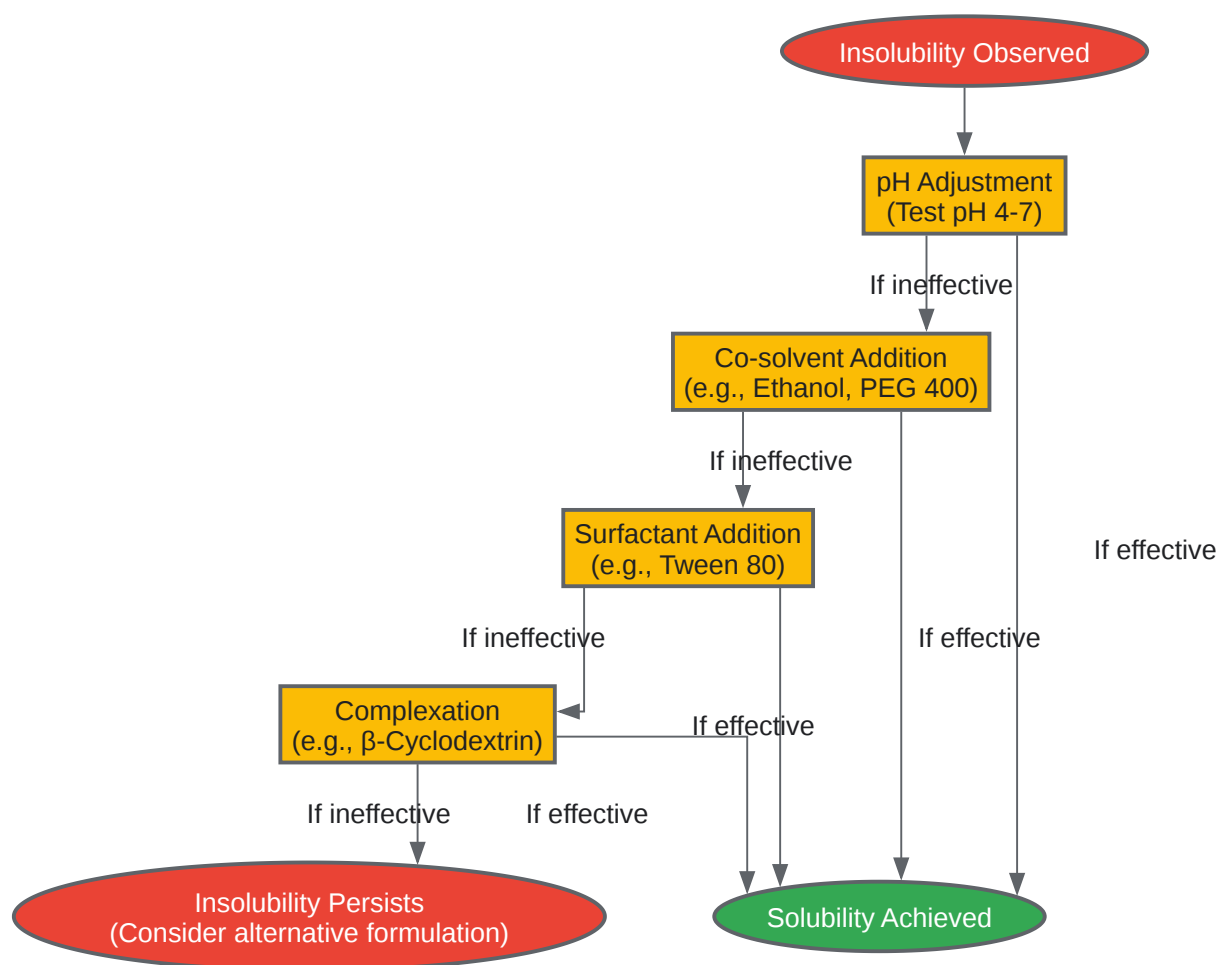 Insolubility Observed
pH Adjustment
(Test pH 4-7)
If ineffective
Co-solvent Addition
(e.g., Ethanol, PEG 400)
If ineffective
Surfactant Addition
(e.g., Tween 80)
If effective
If ineffective
If effective
Complexation
(e.g., β-Cyclodextrin)
If effective
If ineffective
If effective
Insolubility Persists
(Consider alternative formulation)
Solubility Achieved